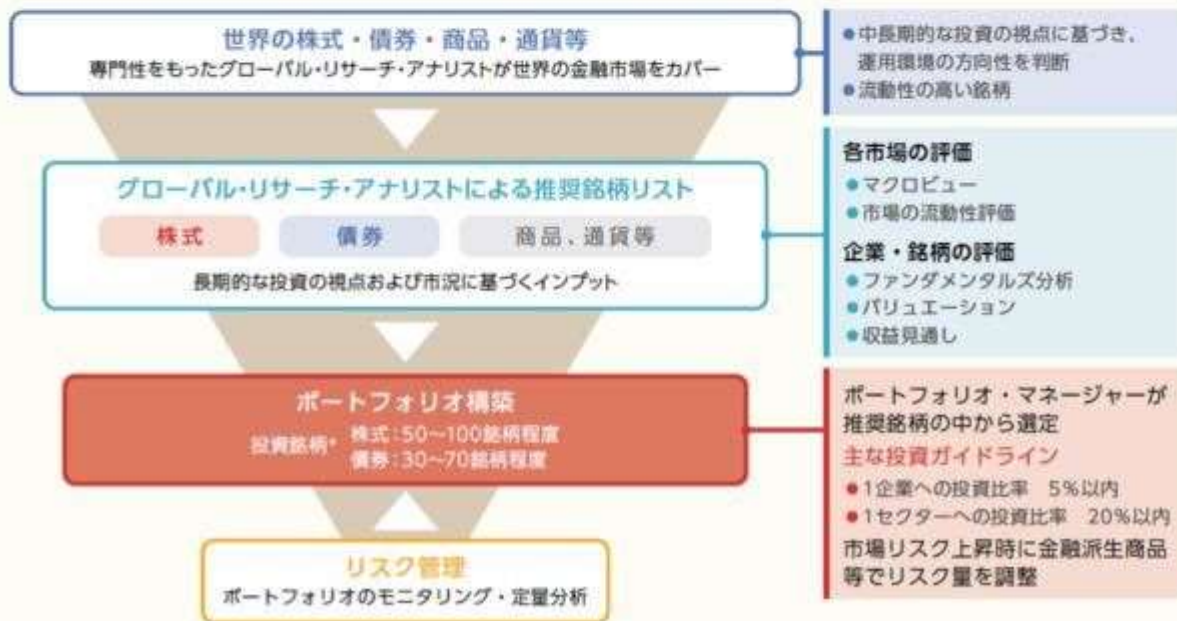 世界の株式・債券・商品・通貨等
専門性をもったグローバル・リサーチ・アナリストが世界の金融市場をカバー
●中長期的な投資の視点に基づき、
運用環境の方向性を判断
●流動性の高い銘柄
グローバル・リサーチ・アナリストによる推奨銘柄リスト
株式 債券 商品、通貨等
長期的な投資の視点および市況に基づくインプット
各市場の評価
●マクロビュー
●市場の流動性評価
企業・銘柄の評価
●ファンダメンタルズ分析
●バリュエーション
●収益見通し
ポートフォリオ構築
投資銘柄* 株式:50～100銘柄程度
債券:30～70銘柄程度
ポートフォリオ・マネージャーが
推奨銘柄の中から選定
主な投資ガイドライン
●1企業への投資比率 5%以内
●1セクターへの投資比率 20%以内
市場リスク上昇時に金融派生商品
等でリスク量を調整
リスク管理
ポートフォリオのモニタリング・定量分析